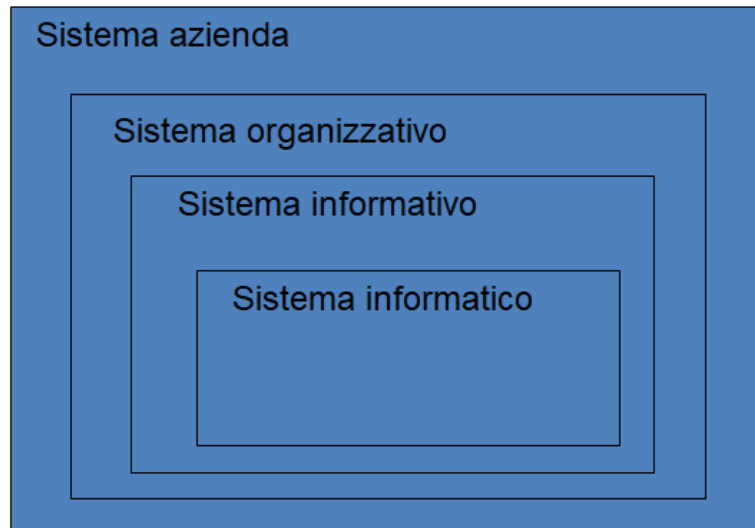 Sistema azienda
Sistema organizzativo
Sistema informativo
Sistema informatico